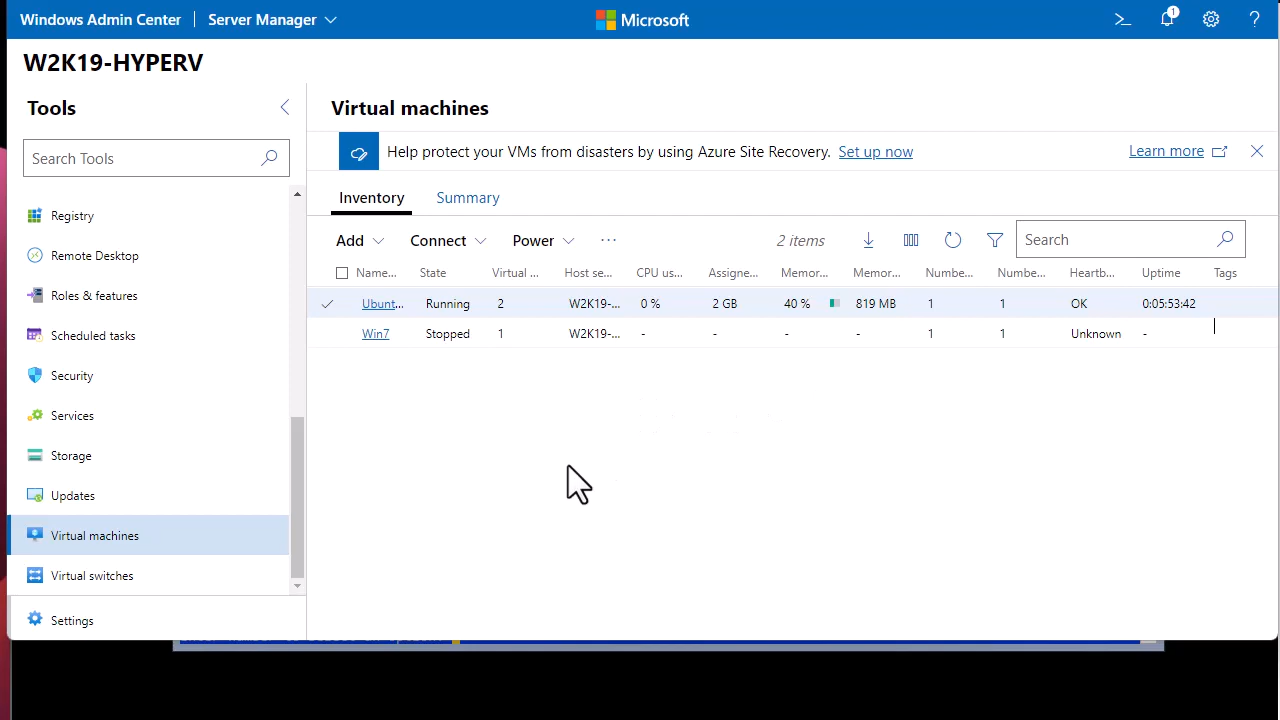 Windows Admin Center | Server Manager
Microsoft
1
W2K19-HYPERV
Tools
Search Tools
Registry
Remote Desktop
Roles & features
Scheduled tasks
Security
Services
Storage
Updates
Virtual machines
Virtual switches
Settings
Virtual machines
Help protect your VMs from disasters by using Azure Site Recovery. Set up now
Learn more
Inventory Summary
Add Connect Power ··· 2 items Search
Name... State Virtual ... Host se... CPU us... Assigne... Memor... Memor... Numbe... Numbe... Heartb... Uptime Tags
Ubunt... Running 2 W2K19-... 0 % 2 GB 40 % 819 MB 1 1 OK 0:05:53:42
Win7 Stopped 1 W2K19-... - - - - 1 1 Unknown -